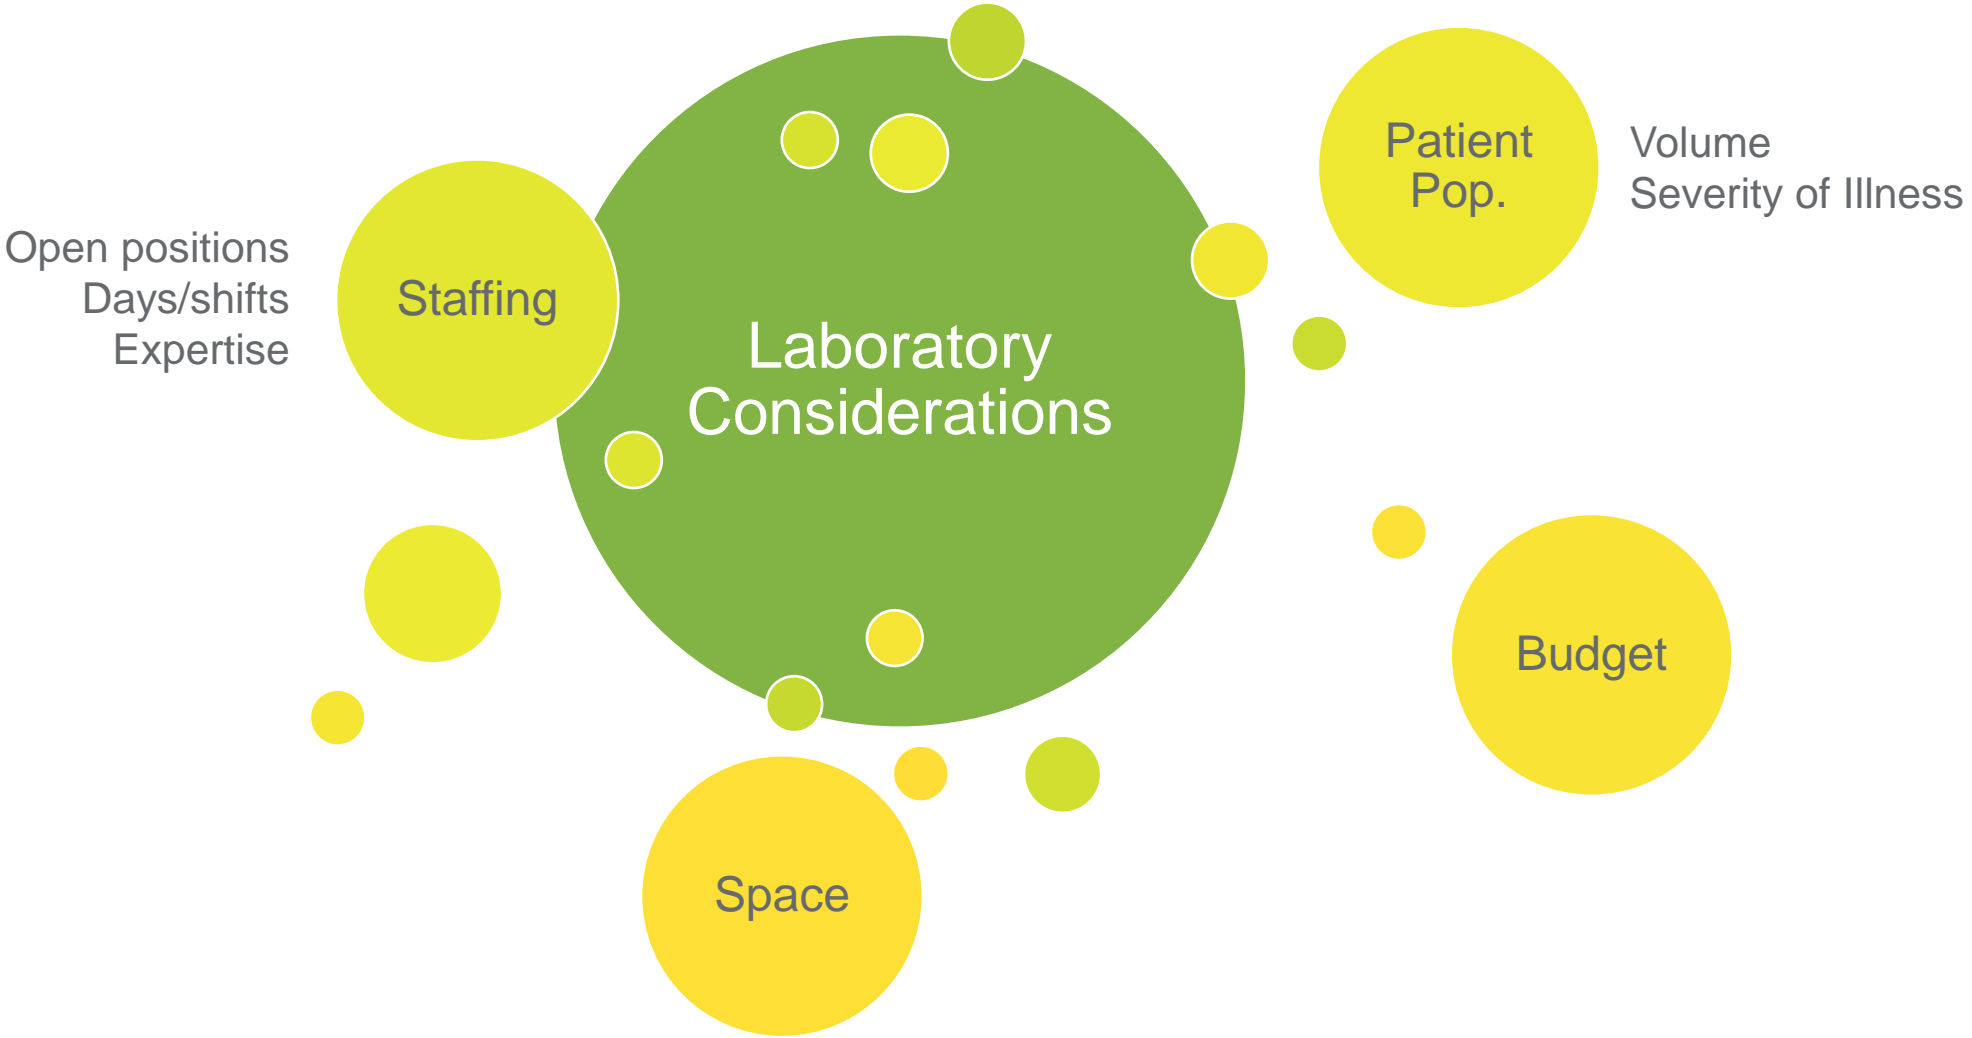 Laboratory
Considerations
Staffing
Open positions
Days/shifts
Expertise
Patient
Pop.
Volume
Severity of Illness
Budget
Space